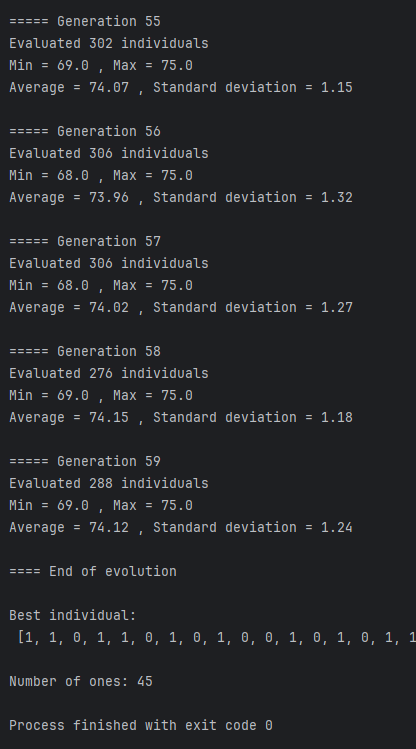 ===== Generation 55
Evaluated 302 individuals
Min = 69.0 , Max = 75.0
Average = 74.07 , Standard deviation = 1.15
===== Generation 56
Evaluated 306 individuals
Min = 68.0 , Max = 75.0
Average = 73.96 , Standard deviation = 1.32
===== Generation 57
Evaluated 306 individuals
Min = 68.0 , Max = 75.0
Average = 74.02 , Standard deviation = 1.27
===== Generation 58
Evaluated 276 individuals
Min = 69.0 , Max = 75.0
Average = 74.15 , Standard deviation = 1.18
===== Generation 59
Evaluated 288 individuals
Min = 69.0 , Max = 75.0
Average = 74.12 , Standard deviation = 1.24
==== End of evolution
Best individual:
[1, 1, 0, 1, 1, 0, 1, 0, 1, 0, 0, 1, 0, 1, 0, 1, 1
Number of ones: 45
Process finished with exit code 0